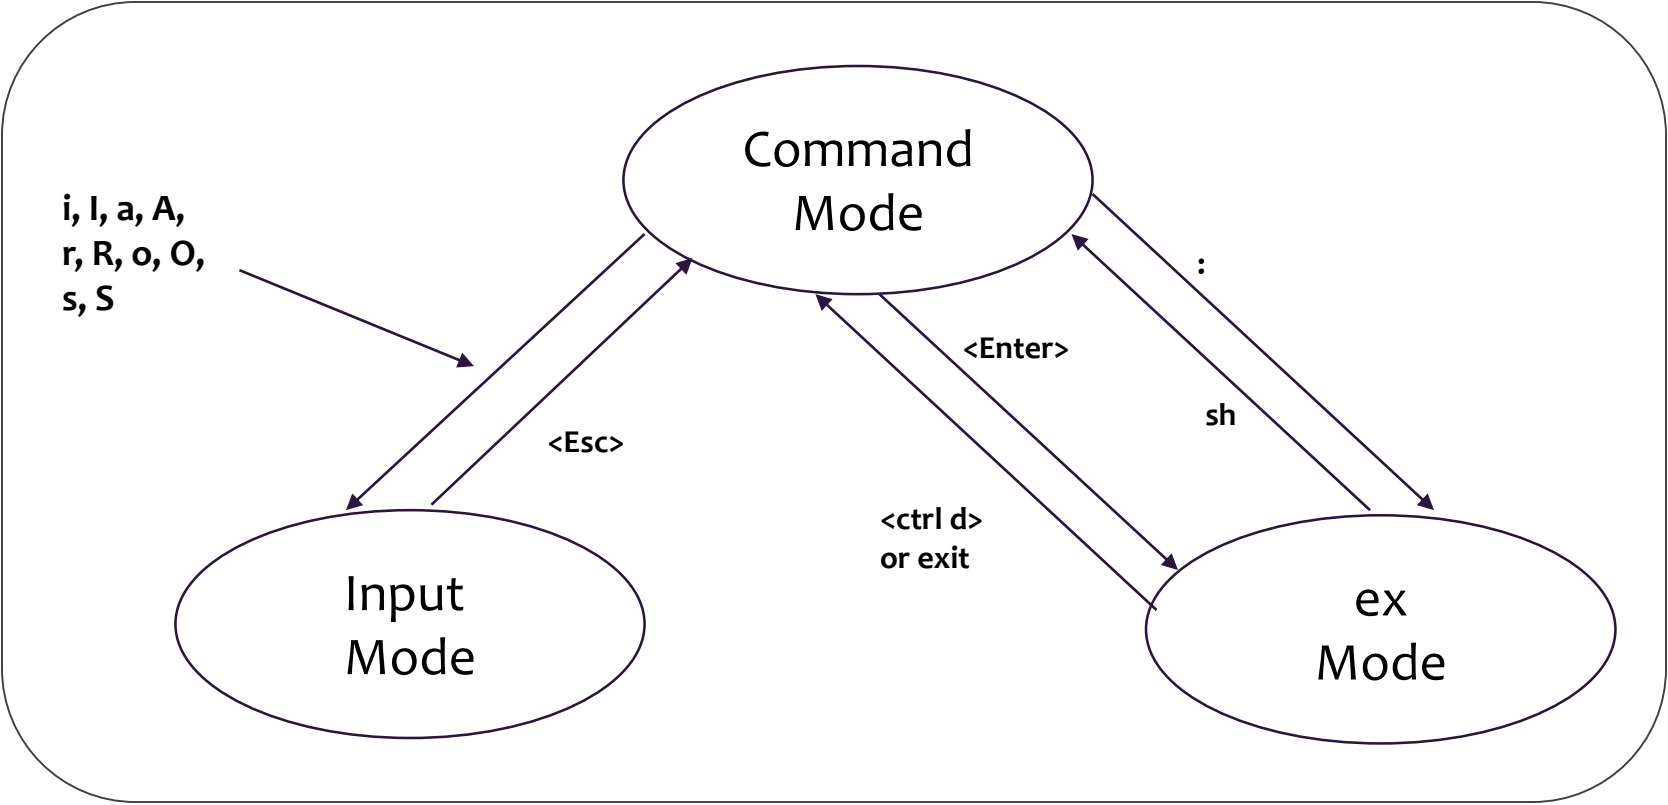 Command
Mode
i, I, a, A,
r, R, o, O,
s, S
:
<Enter>
sh
<Esc>
<ctrl d>
or exit
Input
Mode
ex
Mode